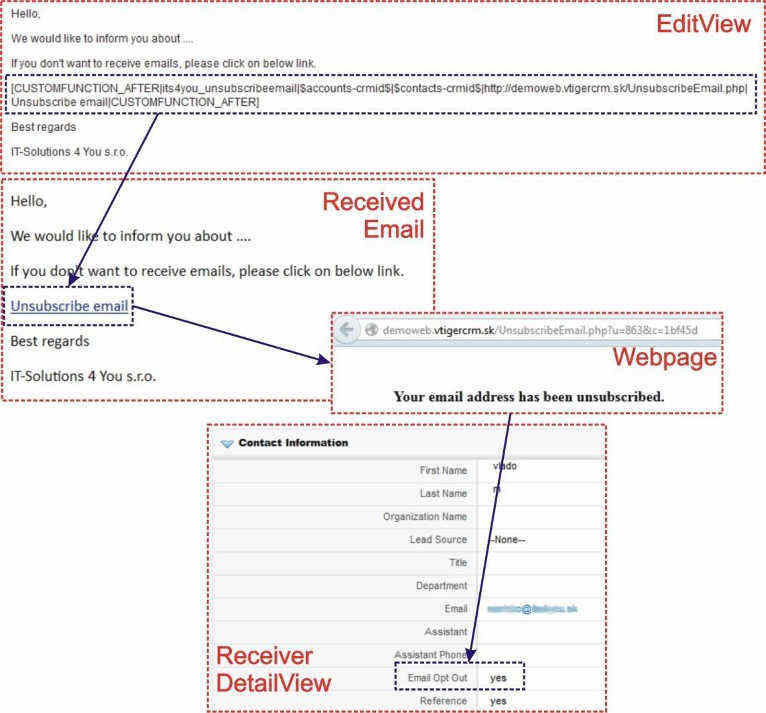 EditView
Hello,
We would like to inform you about ....
If you don't want to receive emails, please click on below link.
[CUSTOMFUNCTION_AFTER|its4you_unsubscribeemail|$accounts-crmid$|$contacts-crmid$|http://demoweb.vtigercrm.sk/UnsubscribeEmail.php|
Unsubscribe email|CUSTOMFUNCTION_AFTER]
Best regards
IT-Solutions 4 You s.r.o.
Received
Email
Hello,
We would like to inform you about ....
If you don't want to receive emails, please click on below link.
Unsubscribe email
Best regards
IT-Solutions 4 You s.r.o.
demoweb.vtigercrm.sk/UnsubscribeEmail.php?u=863&c=1bf45d
Webpage
Your email address has been unsubscribed.
Contact Information
First Name vlado
Last Name
Organization Name
Lead Source --None--
Title
Department
Email
Assistant
Assistant Phone
Email Opt Out yes
Reference yes
Receiver
DetailView